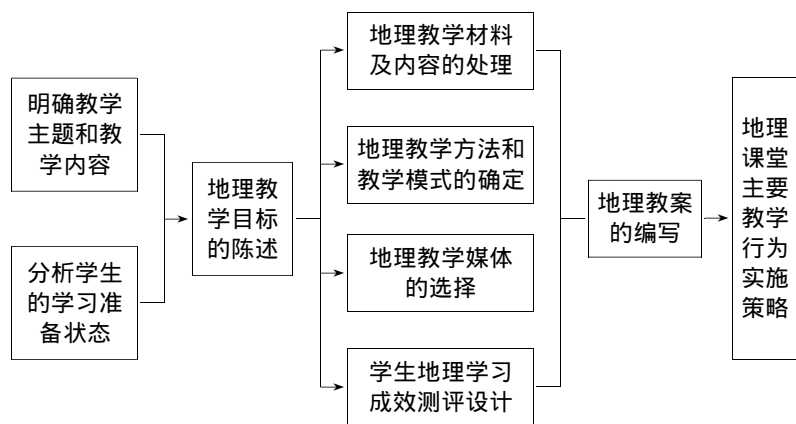 明确教学
主题和教
学内容
分析学生
的学习准
备状态
地理教
学目标
的陈述
地理教学材料
及内容的处理
地理教学方法和
教学模式的确定
地理教学媒体
的选择
学生地理学习
成效测评设计
地理教案
的编写
地理
课堂
主要
教学
行为
实施
策略